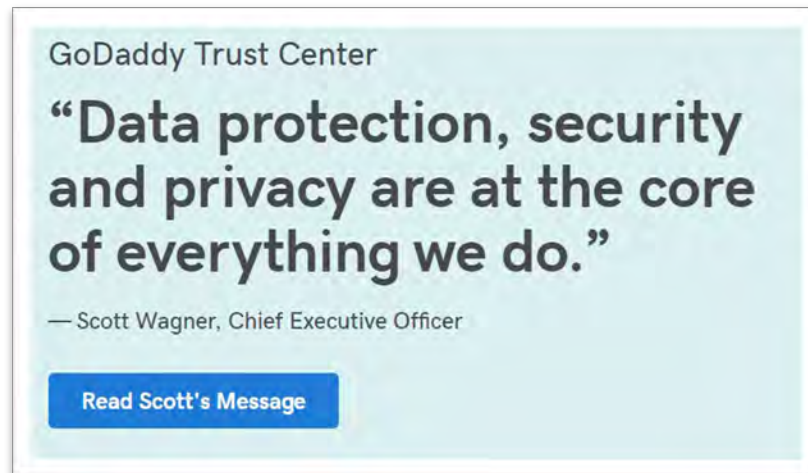 GoDaddy Trust Center
“Data protection, security
and privacy are at the core
of everything we do.”
— Scott Wagner, Chief Executive Officer
Read Scott's Message